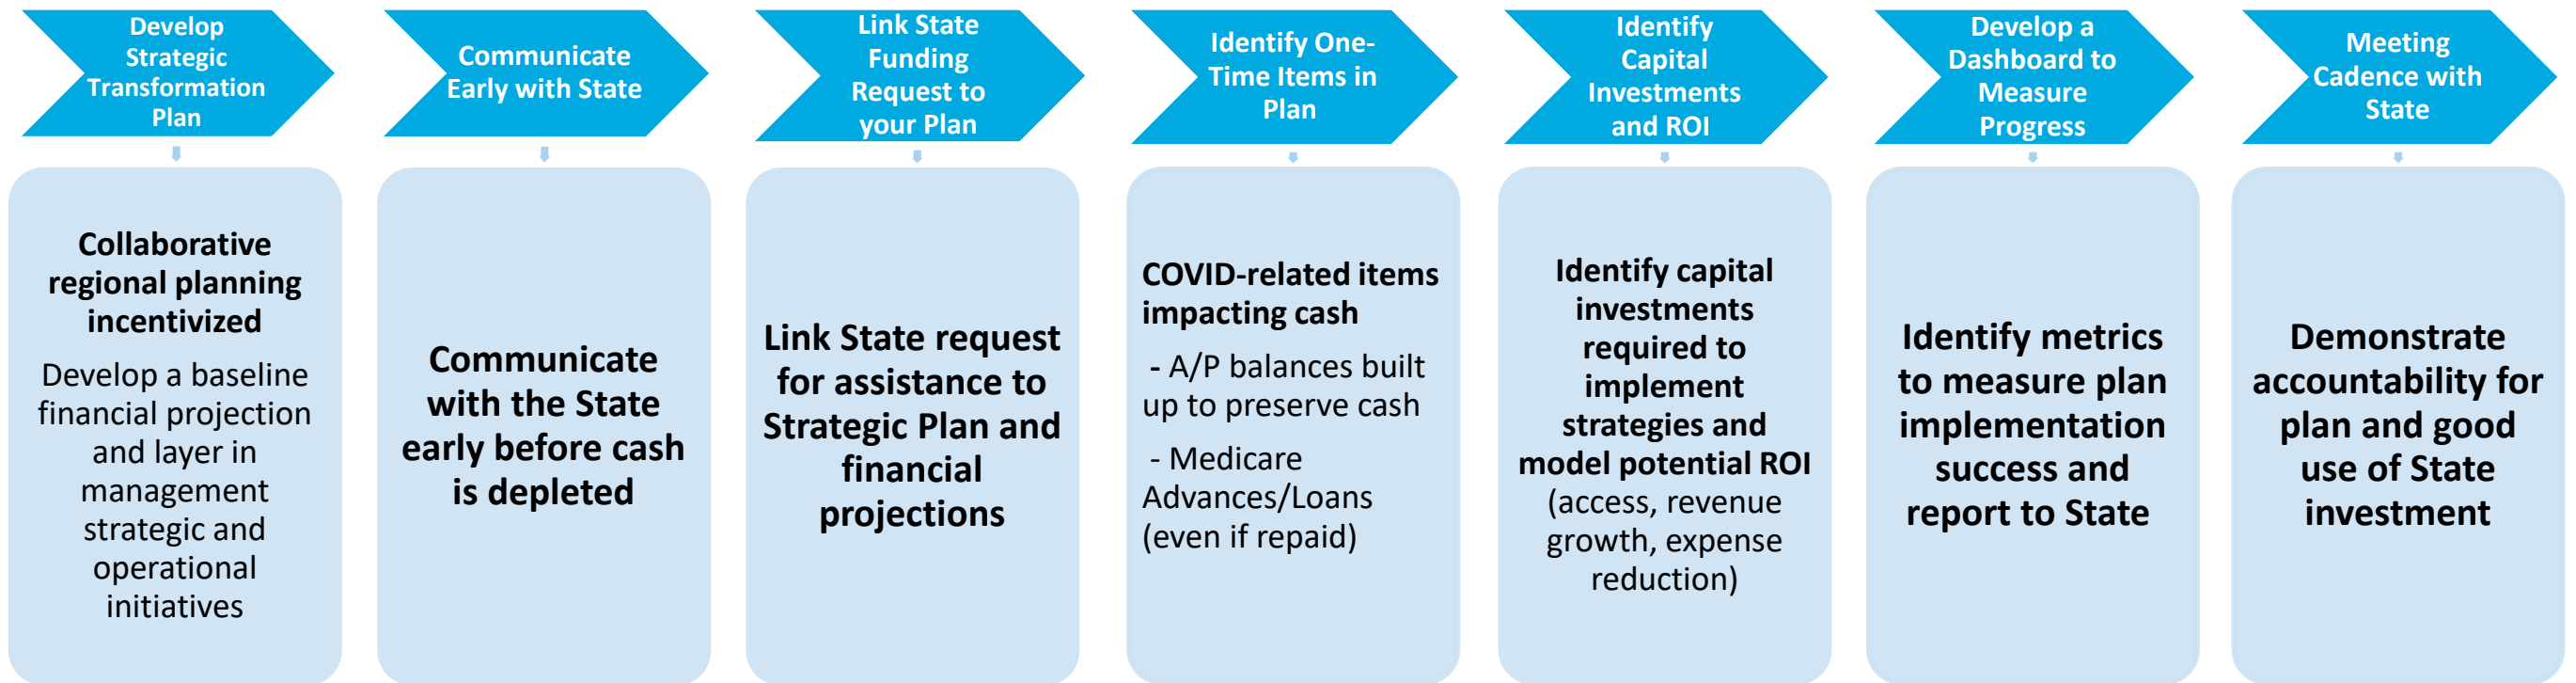 Develop
Strategic
Transformation
Plan
Collaborative
regional planning
incentivized
Develop a baseline
financial projection
and layer in
management
strategic and
operational
initiatives
Communicate
Early with State
Communicate
with the State
early before cash
is depleted
Link State
Funding
Request to
your Plan
Link State request
for assistance to
Strategic Plan and
financial
projections
Identify One-
Time Items in
Plan
COVID-related items
impacting cash
- A/P balances built
up to preserve cash
- Medicare
Advances/Loans
(even if repaid)
Identify
Capital
Investments
and ROI
Identify capital
investments
required to
implement
strategies and
model potential ROI
(access, revenue
growth, expense
reduction)
Develop a
Dashboard to
Measure
Progress
Identify metrics
to measure plan
implementation
success and
report to State
Meeting
Cadence with
State
Demonstrate
accountability for
plan and good
use of State
investment